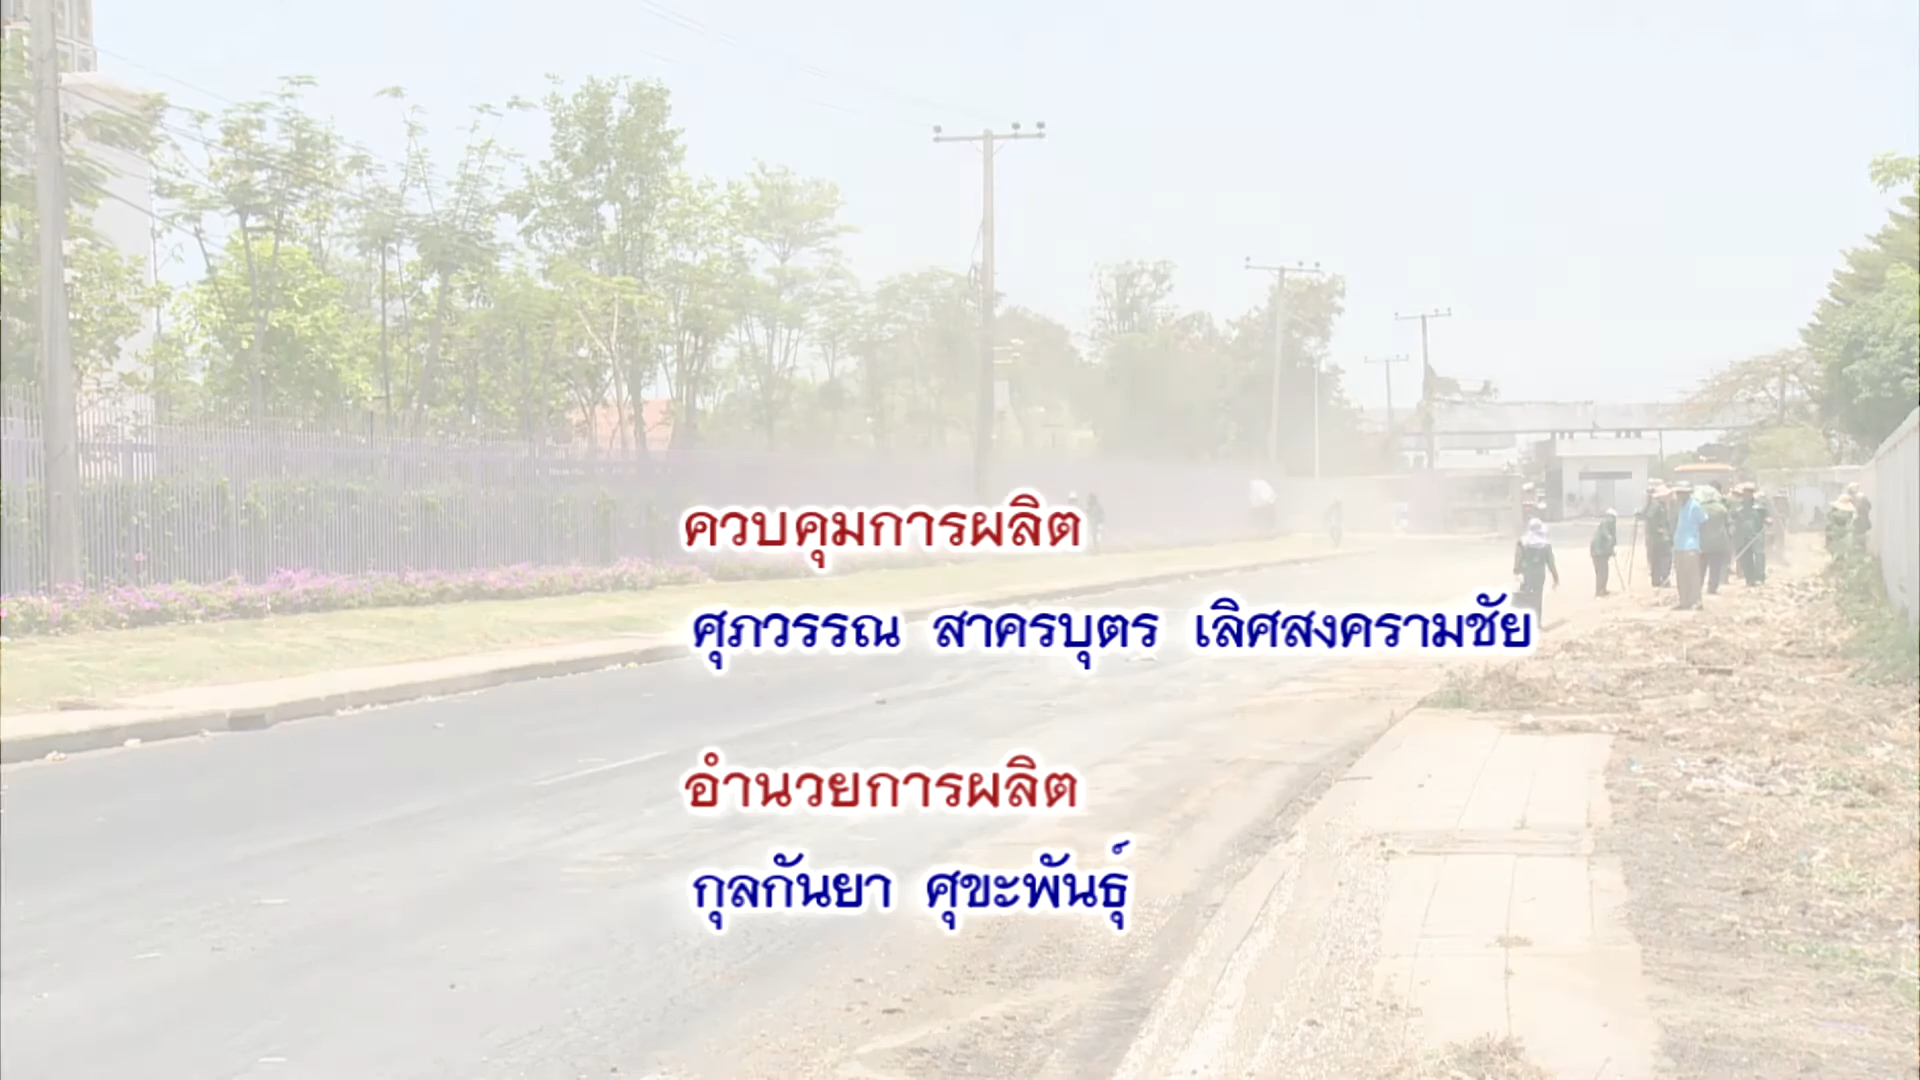 ควบคุมการผลิต
ศุภวรรณ สาครบุตร เลิศสงครามชัย
อำนวยการผลิต
กุลกันยา ศุขะพันธุ์